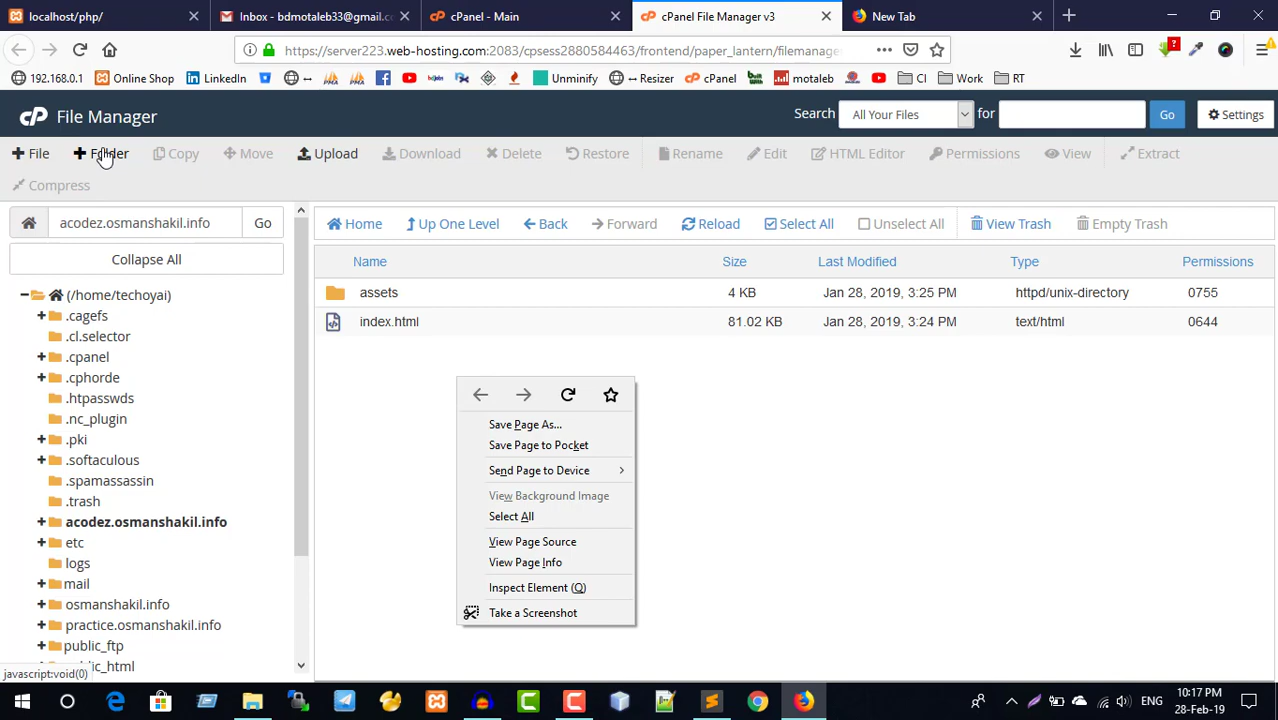 localhost/php/
Inbox - bdmotaleb33@gmail.c
cPanel - Main
cPanel File Manager v3
New Tab
https://server223.web-hosting.com:2083/cpsess2880584463/frontend/paper_lantern/filemanage
192.168.0.1 Online Shop LinkedIn Unminify Resizer cPanel motaleb CI Work RT
cP File Manager
Search All Your Files for Go Settings
File Folder Copy Move Upload Download Delete Restore Rename Edit HTML Editor Permissions View Extract
Compress
acodez.osmanshakil.info Go
Home Up One Level Back Forward Reload Select All Unselect All View Trash Empty Trash
Collapse All
Name Size Last Modified Type Permissions
assets 4 KB Jan 28, 2019, 3:25 PM httpd/unix-directory 0755
index.html 81.02 KB Jan 28, 2019, 3:24 PM text/html 0644
(/home/techoyai)
.cagefs
.cl.selector
.cpanel
.cphorde
.htpasswds
.nc_plugin
.pki
.softaculous
.spamassassin
.trash
acodez.osmanshakil.info
etc
logs
mail
osmanshakil.info
practice.osmanshakil.info
public_ftp
javascript:void(0)
Save Page As...
Save Page to Pocket
Send Page to Device
View Background Image
Select All
View Page Source
View Page Info
Inspect Element (Q)
Take a Screenshot
ENG
10:17 PM
28-Feb-19